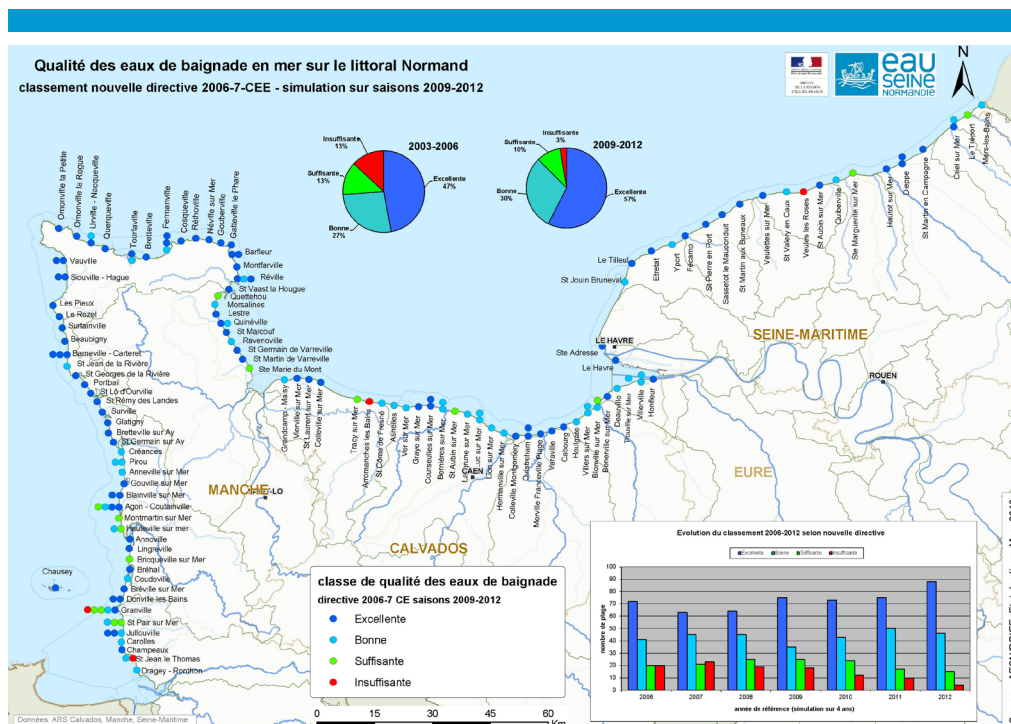 Qualité des eaux de baignade en mer sur le littoral Normand
classement nouvelle directive 2006-7-CEE - simulation sur saisons 2009-2012
eau
SEINE
NORMANDIE
N
2003-2006
Insuffisante
13%
Suffisante
13%
Excellente
47%
Bonne
27%
2009-2012
Insuffisante
3%
Suffisante
10%
Bonne
30%
Excellente
57%
Omonville la Petite
Omonville la Rogue
Urville - Nacqueville
Querqueville
Tourlaville
Bretteville
Fermanville
Cosqueville
Réthoville
Néville sur Mer
Gouberville
Gatteville le Phare
Barfleur
Montfarville
Réville
St Vaast la Hougue
Quettehou
Morsalines
Lestre
Quinéville
St Marcouf
Ravenoville
St Germain de Varreville
St Martin de Varreville
Ste Marie du Mont
Vauville
Siouville - Hague
Les Pieux
Le Rozel
Surtainville
Beaubigny
Barneville - Carteret
St Jean de la Rivière
St Georges de la Rivière
Portbail
St Lô d'Ourville
St Rémy des Landes
Surville
Glatigny
Bretteville sur Ay
St Germain sur Ay
Créances
Pirou
Anneville sur Mer
Gouville sur Mer
Blainville sur Mer
Agon - Coutainville
Montmartin sur Mer
Hauteville sur mer
Annoville
Lingreville
Bricqueville sur Mer
Bréhal
Coudeville
Bréville sur Mer
Donville les Bains
Granville
St Pair sur Mer
Jullouville
Carolles
Champeaux
St Jean le Thomas
Dragey - Ronthon
Chausey
MANCHE
CALVADOS
CAEN
Grandcamp - Maisy
Vierville sur Mer
St Laurent sur Mer
Colleville sur Mer
Tracy sur Mer
Arromanches les Bains
St Côme de Fresné
Asnelles
Ver sur Mer
Graye sur Mer
Courseulles sur Mer
Bernières sur Mer
St Aubin sur Mer
Langrune sur Mer
Luc sur Mer
Lion sur Mer
Hermanville sur Mer
Colleville Montgomery
Ouistreham
Merville Franceville Plage
Varaville
Cabourg
Houlgate
Villers sur Mer
Blonville sur Mer
Bénerville sur Mer
Deauville
Trouville sur Mer
Villerville
Honfleur
Le Havre
Ste Adresse
LE HAVRE
St Jouin Bruneval
Le Tilleul
Etretat
Yport
Fécamp
St Pierre en Port
Sassetot le Mauconduit
St Martin aux Buneaux
Veulettes sur Mer
St Valery en Caux
Veules les Roses
St Aubin sur Mer
Quiberville
Ste Marguerite sur Mer
Hautot sur Mer
Dieppe
St Martin en Campagne
Criel sur Mer
Le Tréport
Mers-les-Bains
SEINE-MARITIME
ROUEN
EURE
classe de qualité des eaux de baignade
directive 2006-7 CE saisons 2009-2012
Excellente
Bonne
Suffisante
Insuffisante
0 15 30 45 60
Km
Evolution du classement 2006-2012 selon nouvelle directive
Excellente Bonne Suffisante Insuffisante
nombre de plage
100
90
80
70
60
50
40
30
20
10
0
2006 2007 2008 2009 2010 2011 2012
année de référence (simulation sur 4 ans)
Données: ARS Calvados, Manche, Seine-Maritime